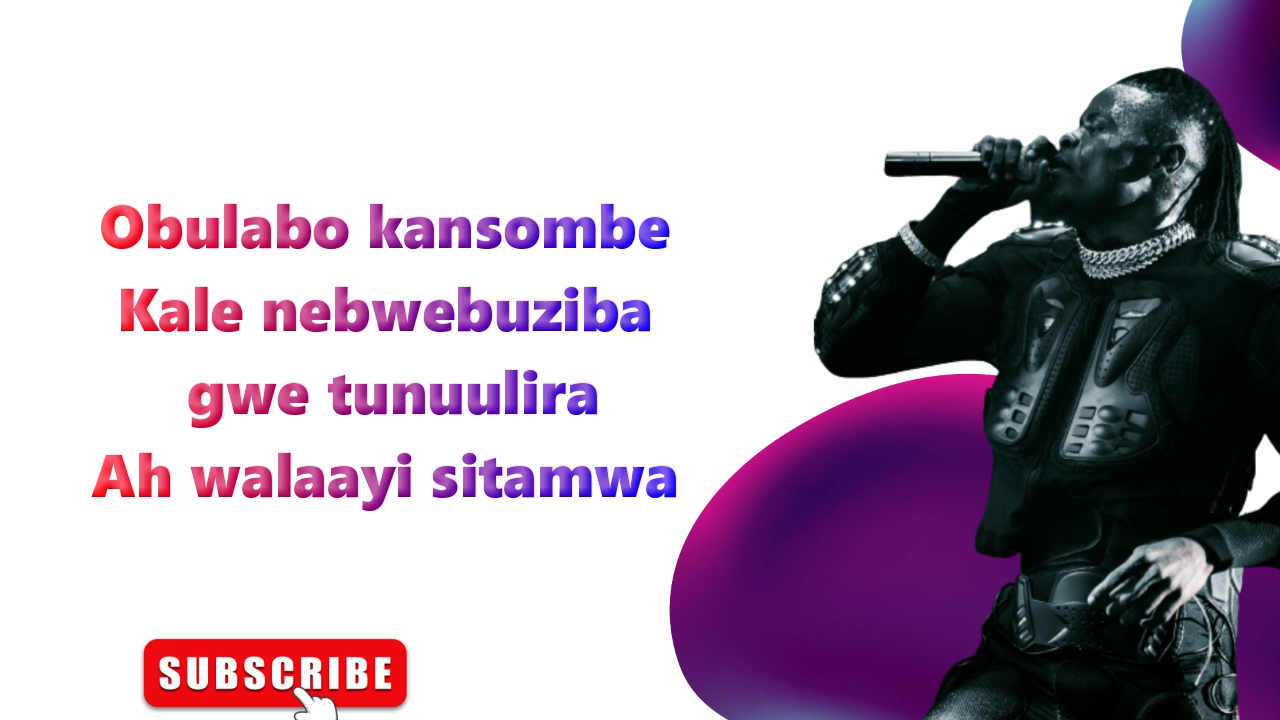 Obulabo kansombe
Kale nebwebuziba
gwe tunuulira
Ah walaayi sitamwa
SUBSCRIBE